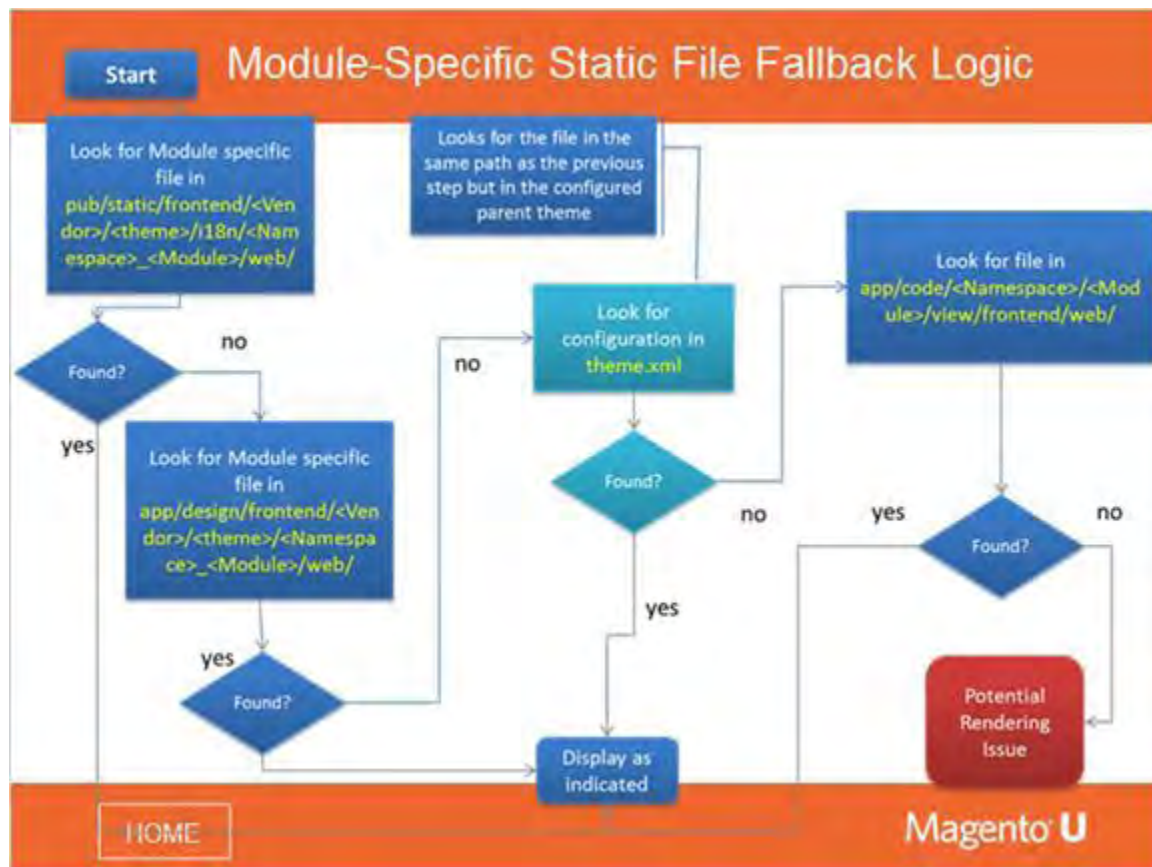 Start
Module-Specific Static File Fallback Logic
Look for Module specific
file in
pub/static/frontend/<Ven
dor>/<theme>/i18n/<Nam
espace>_<Module>/web/
Looks for the file in the
same path as the previous
step but in the configured
parent theme
Look for file in
app/code/<Namespace>/<Mod
ule>/view/frontend/web/
Look for
configuration in
theme.xml
Found?
no
no
yes
Look for Module specific
file in
app/design/frontend/<Ven
dor>/<theme>/<Namespa
ce>_<Module>/web/
Found?
no
yes
Found?
no
yes
yes
Found?
Potential
Rendering
Issue
Display as
indicated
HOME
Magento U